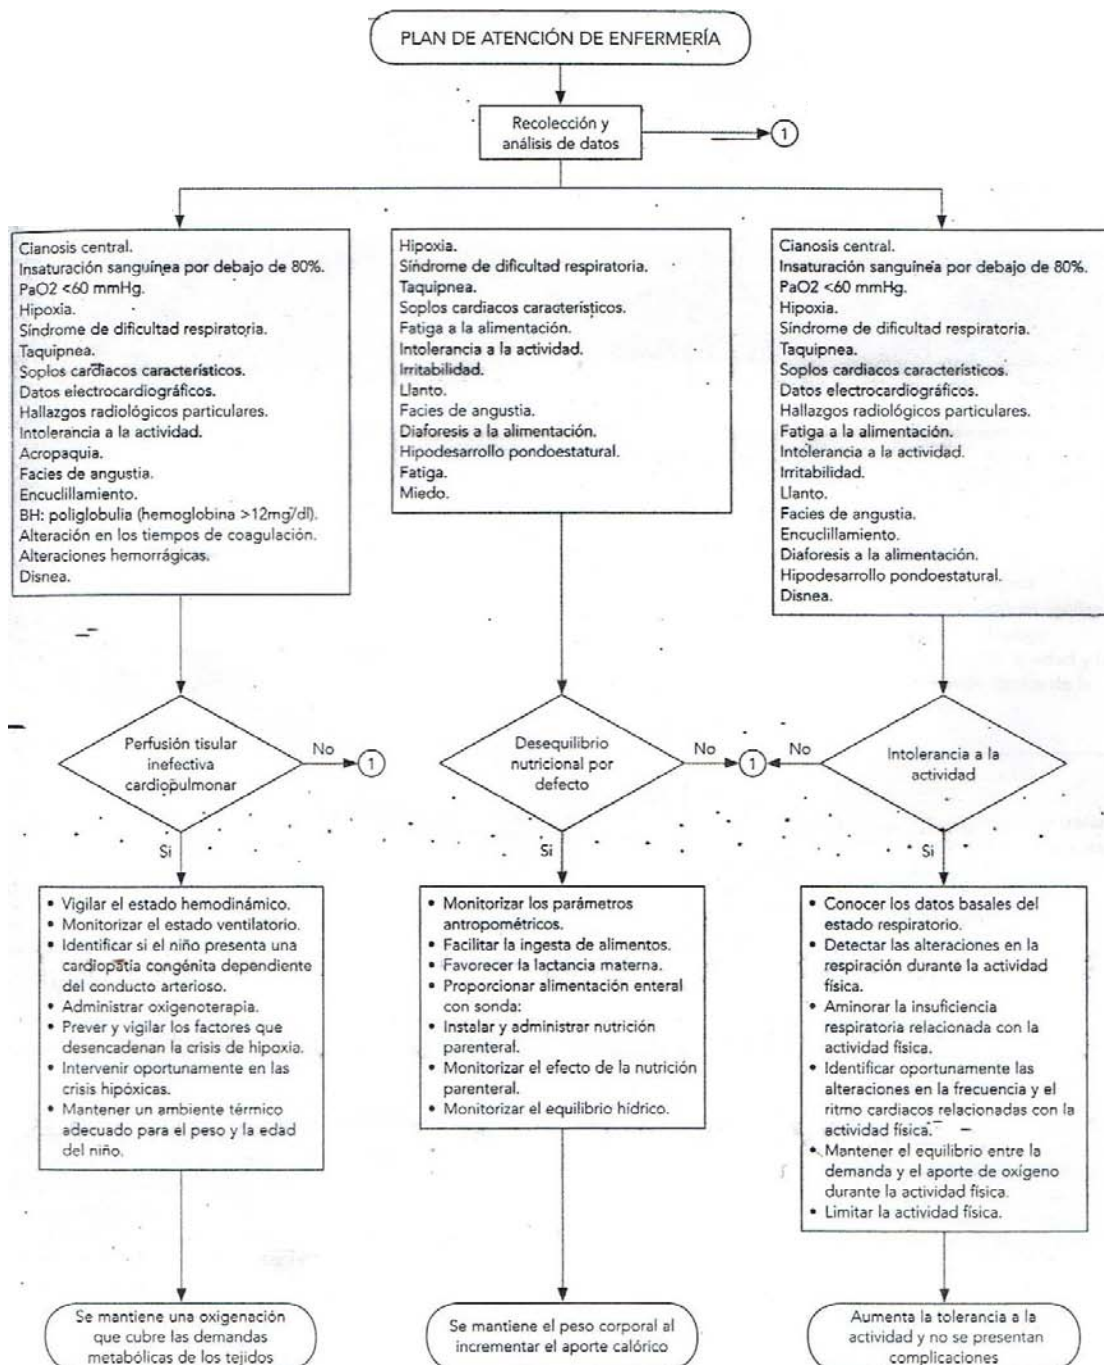 PLAN DE ATENCIÓN DE ENFERMERÍA
Recolección y
análisis de datos
1
Cianosis central.
Insaturación sanguínea por debajo de 80%.
PaO2 <60 mmHg.
Hipoxia.
Síndrome de dificultad respiratoria.
Taquipnea.
Soplos cardiacos característicos.
Datos electrocardiográficos.
Hallazgos radiológicos particulares.
Intolerancia a la actividad.
Acropaquia.
Facies de angustia.
Encuclillamiento.
BH: poliglobulia (hemoglobina >12mg/dl).
Alteración en los tiempos de coagulación.
Alteraciones hemorrágicas.
Disnea.
Hipoxia.
Síndrome de dificultad respiratoria.
Taquipnea.
Soplos cardiacos característicos.
Fatiga a la alimentación.
Intolerancia a la actividad.
Irritabilidad.
Llanto.
Facies de angustia.
Diaforesis a la alimentación.
Hipodesarrollo pondoestatural.
Fatiga.
Miedo.
Cianosis central.
Insaturación sanguínea por debajo de 80%.
PaO2 <60 mmHg.
Hipoxia.
Síndrome de dificultad respiratoria.
Taquipnea.
Soplos cardiacos característicos.
Datos electrocardiográficos.
Hallazgos radiológicos particulares.
Fatiga a la alimentación.
Intolerancia a la actividad.
Irritabilidad.
Llanto.
Facies de angustia.
Encuclillamiento.
Diaforesis a la alimentación.
Hipodesarrollo pondoestatural.
Disnea.
Perfusión tisular
inefectiva
cardiopulmonar
No
1
Si
Desequilibrio
nutricional por
defecto
No
1
No
Si
Intolerancia a la
actividad
Si
• Vigilar el estado hemodinámico.
• Monitorizar el estado ventilatorio.
• Identificar si el niño presenta una
cardiopatía congénita dependiente
del conducto arterioso.
• Administrar oxigenoterapia.
• Prever y vigilar los factores que
desencadenan la crisis de hipoxia.
• Intervenir oportunamente en las
crisis hipóxicas.
• Mantener un ambiente térmico
adecuado para el peso y la edad
del niño.
• Monitorizar los parámetros
antropométricos.
• Facilitar la ingesta de alimentos.
• Favorecer la lactancia materna.
• Proporcionar alimentación enteral
con sonda:
• Instalar y administrar nutrición
parenteral.
• Monitorizar el efecto de la nutrición
parenteral.
• Monitorizar el equilibrio hídrico.
• Conocer los datos basales del
estado respiratorio.
• Detectar las alteraciones en la
respiración durante la actividad
física.
• Aminorar la insuficiencia
respiratoria relacionada con la
actividad física.
• Identificar oportunamente las
alteraciones en la frecuencia y el
ritmo cardiacos relacionadas con la
actividad física.
• Mantener el equilibrio entre la
demanda y el aporte de oxígeno
durante la actividad física.
• Limitar la actividad física.
Se mantiene una oxigenación
que cubre las demandas
metabólicas de los tejidos
Se mantiene el peso corporal al
incrementar el aporte calórico
Aumenta la tolerancia a la
actividad y no se presentan
complicaciones